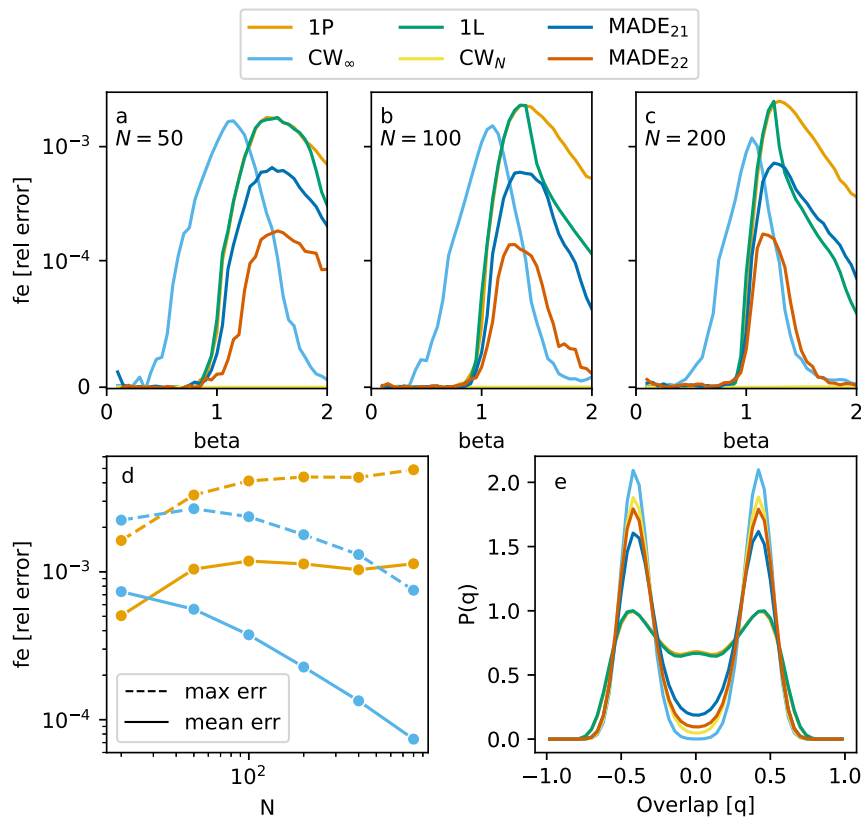 1P 1L MADE₂₁
CW∞ CW_N MADE₂₂
a b c
N = 50 N = 100 N = 200
fe [rel error]
10⁻³
10⁻⁴
0
0 1 2 0 1 2 0 1 2
beta beta beta
d
fe [rel error]
10⁻³
10⁻⁴
max err
mean err
10²
N
e
P(q)
2.0
1.5
1.0
0.5
0.0
−1.0 −0.5 0.0 0.5 1.0
Overlap [q]